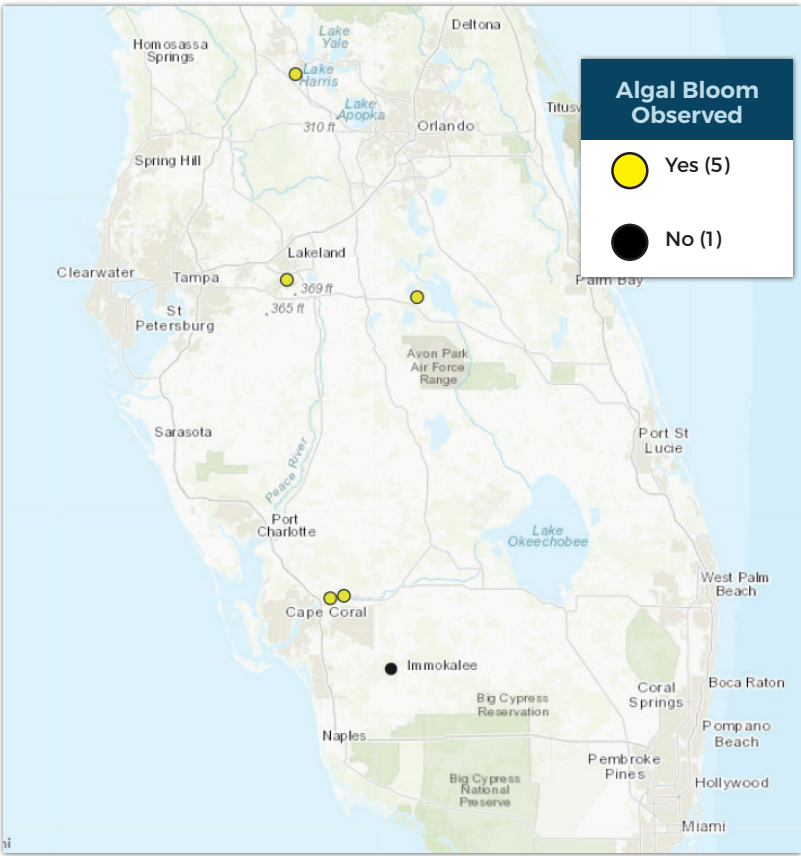 Deltona
Lake
Yale
Homosassa
Springs
Lake
Harris
Algal Bloom
Observed
Lake
Apopka
310 ft
Orlando
Titusv
Spring Hill
Yes (5)
No (1)
Lakeland
Clearwater
Tampa
Palm Bay
369 ft
365 ft
St
Petersburg
Avon Park
Air Force
Range
Sarasota
Port St
Lucie
Peace River
Port
Charlotte
Lake
Okeechobee
West Palm
Beach
Cape Coral
Immokalee
Boca Raton
Coral
Springs
Big Cypress
Reservation
Naples
Pompano
Beach
Pembroke
Pines
Big Cypress
National
Preserve
Hollywood
Miami
ni